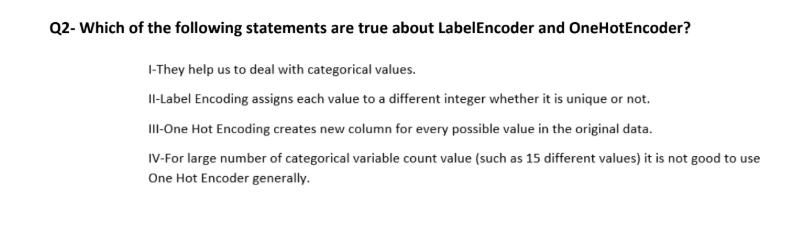 Q2- Which of the following statements are true about LabelEncoder and OneHotEncoder?
I-They help us to deal with categorical values.
II-Label Encoding assigns each value to a different integer whether it is unique or not.
III-One Hot Encoding creates new column for every possible value in the original data.
IV-For large number of categorical variable count value (such as 15 different values) it is not good to use
One Hot Encoder generally.